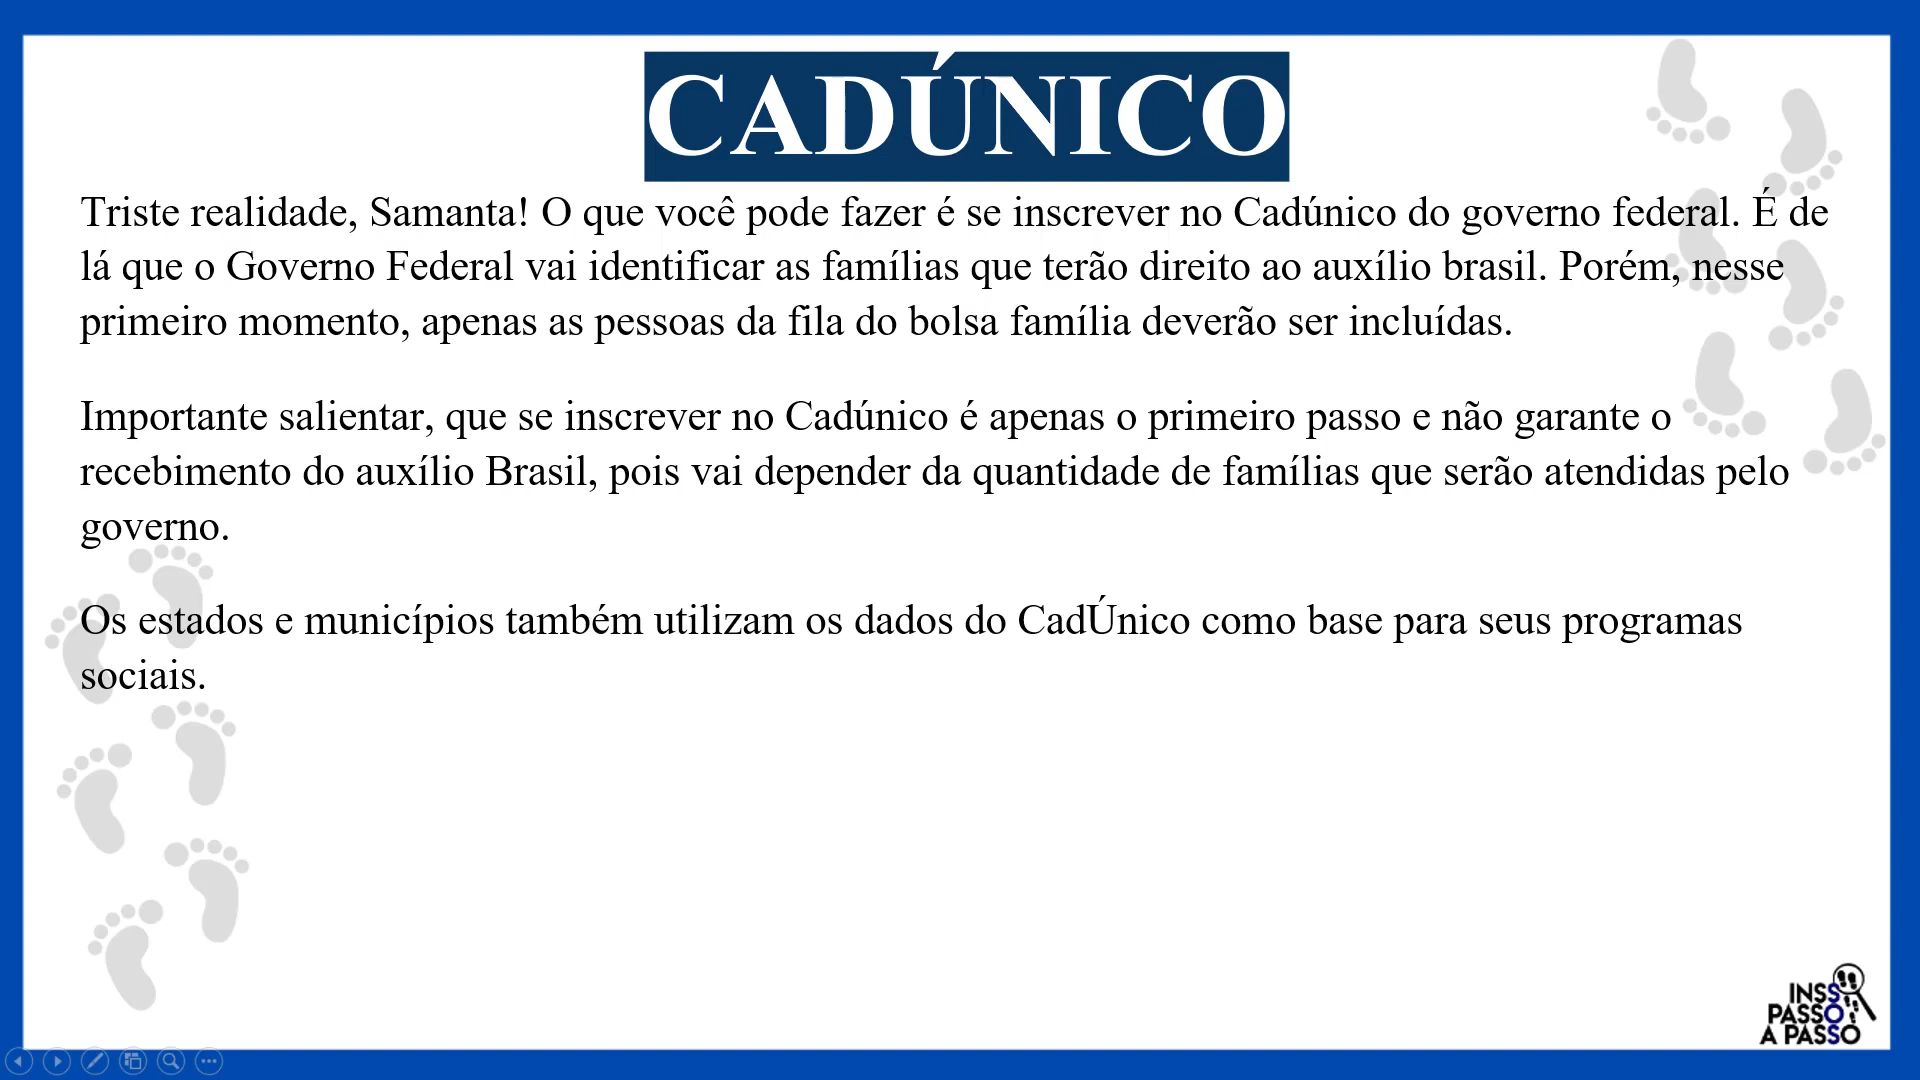 CADÚNICO
Triste realidade, Samanta! O que você pode fazer é se inscrever no Cadúnico do governo federal. É de
lá que o Governo Federal vai identificar as famílias que terão direito ao auxílio brasil. Porém, nesse
primeiro momento, apenas as pessoas da fila do bolsa família deverão ser incluídas.
Importante salientar, que se inscrever no Cadúnico é apenas o primeiro passo e não garante o
recebimento do auxílio Brasil, pois vai depender da quantidade de famílias que serão atendidas pelo
governo.
Os estados e municípios também utilizam os dados do CadÚnico como base para seus programas
sociais.
INSS
PASSO
A PASSO